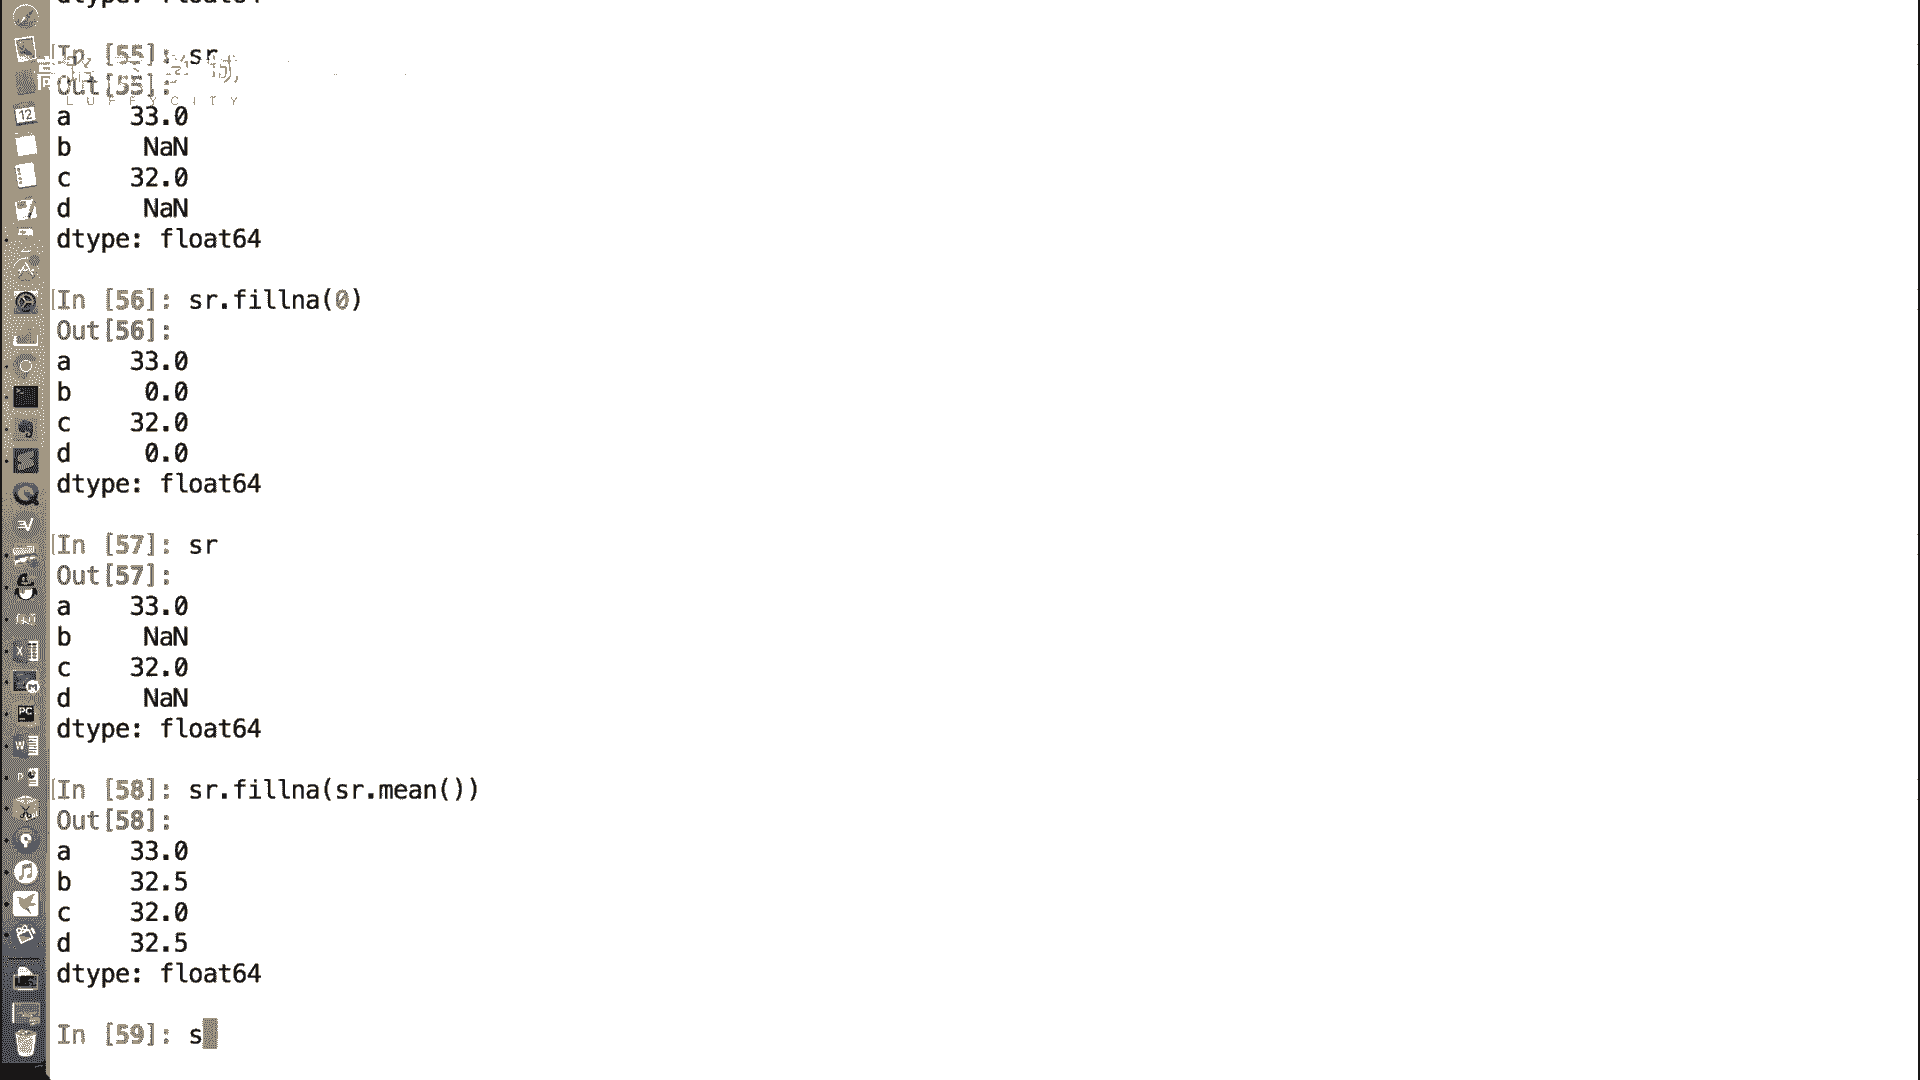 dtype: float64
In [55]: sr
Out[55]:
LUFFYCITY
a     33.0
b      NaN
c     32.0
d      NaN
dtype: float64
In [56]: sr.fillna(0)
Out[56]:
a     33.0
b      0.0
c     32.0
d      0.0
dtype: float64
In [57]: sr
Out[57]:
a     33.0
b      NaN
c     32.0
d      NaN
dtype: float64
In [58]: sr.fillna(sr.mean())
Out[58]:
a     33.0
b     32.5
c     32.0
d     32.5
dtype: float64
In [59]: s
12
PC
W
P
X